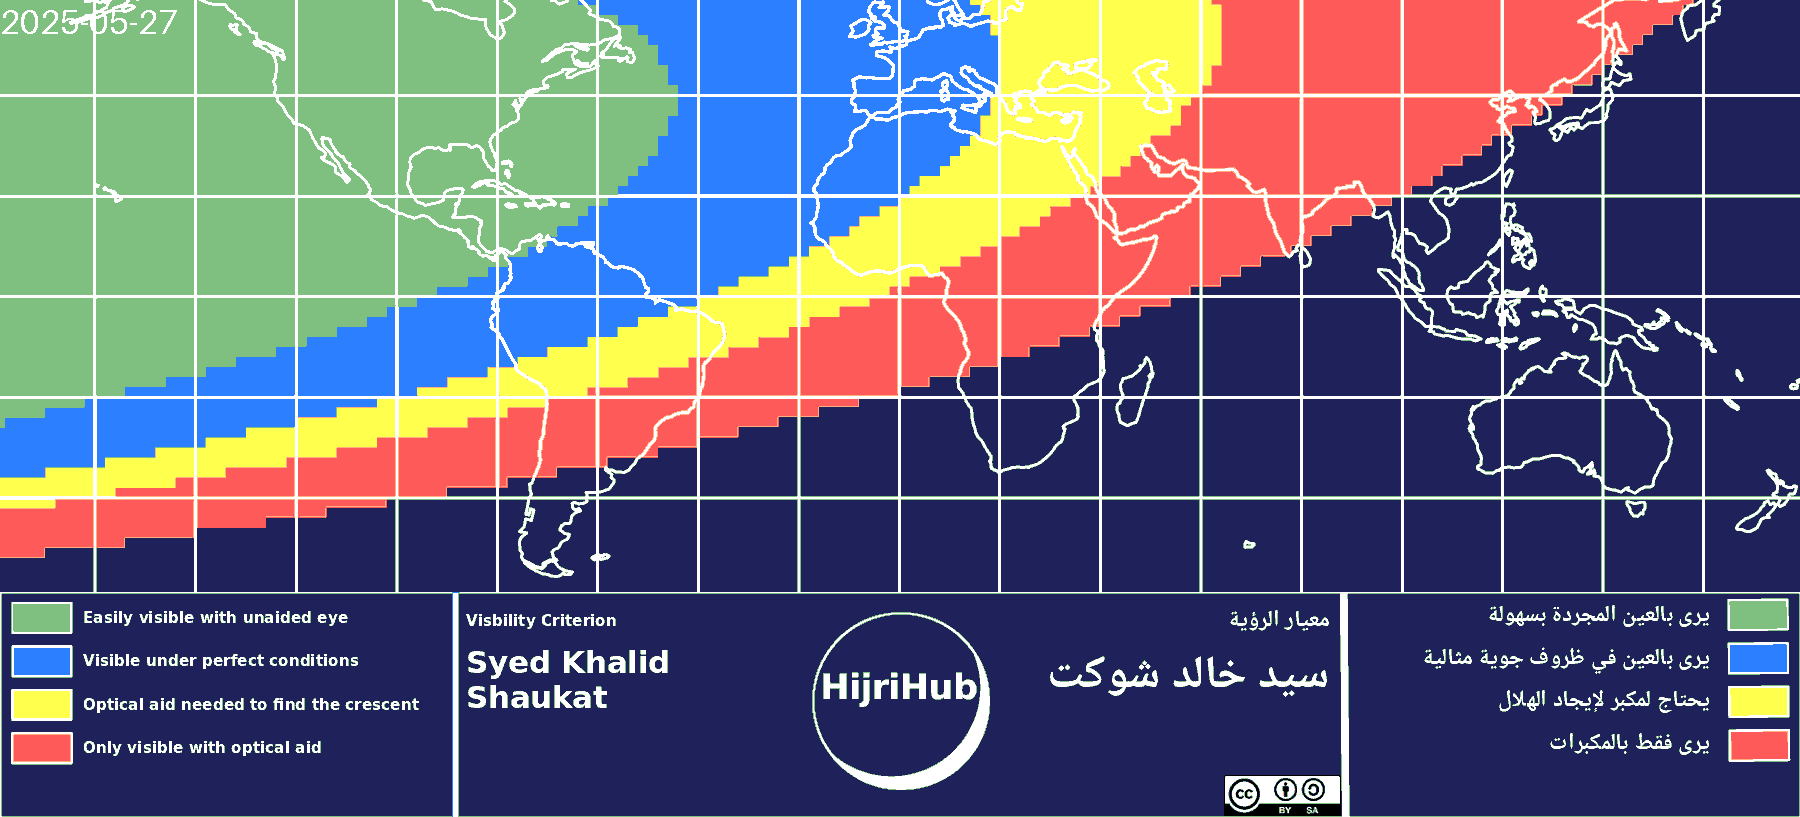 2025-05-27
Easily visible with unaided eye
Visible under perfect conditions
Optical aid needed to find the crescent
Only visible with optical aid
Visbility Criterion
Syed Khalid
Shaukat
HijriHub
معيار الرؤية
سيد خالد شوكت
cc
BY SA
يرى بالعين المجردة بسهولة
يرى بالعين في ظروف جوية مثالية
يحتاج لمكبر لإيجاد الهلال
يرى فقط بالمكبرات